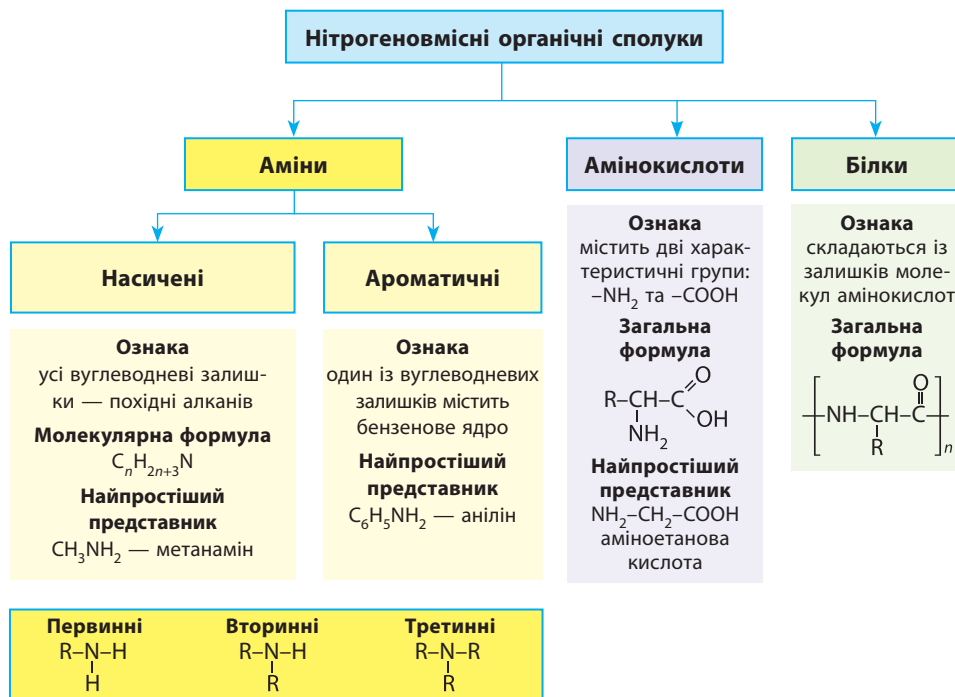 Нітрогеновмісні органічні сполуки
Аміни
Насичені
Ознака
усі вуглеводневі залиш-
ки — похідні алканів
Молекулярна формула
CₙH₂ₙ₊₃N
Найпростіший
представник
CH₃NH₂ — метанамін
Ароматичні
Ознака
один із вуглеводневих
залишків містить
бензенове ядро
Найпростіший
представник
C₆H₅NH₂ — анілін
Первинні
R–N–H
H
Вторинні
R–N–H
R
Третинні
R–N–R
R
Амінокислоти
Ознака
містить дві харак-
теристичні групи:
–NH₂ та –COOH
Загальна
формула
O
R–CH–C
OH
NH₂
Найпростіший
представник
NH₂–CH₂–COOH
аміноетанова
кислота
Білки
Ознака
складаються із
залишків моле-
кул амінокислот
Загальна
формула
O
[–NH–CH–C–]ₙ
R